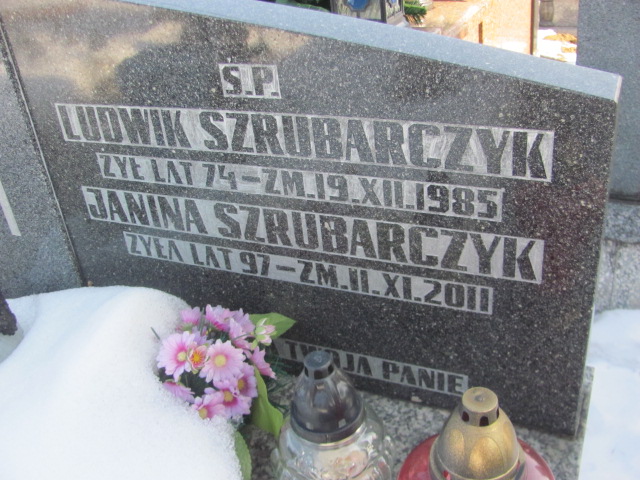 Ś.P.
LUDWIK SZRUBARCZYK
ŻYŁ LAT 74 – ZM. 19.XII.1985
JANINA SZRUBARCZYK
ŻYŁA LAT 97 – ZM. 11.XI.2011
TWOJA PANIE